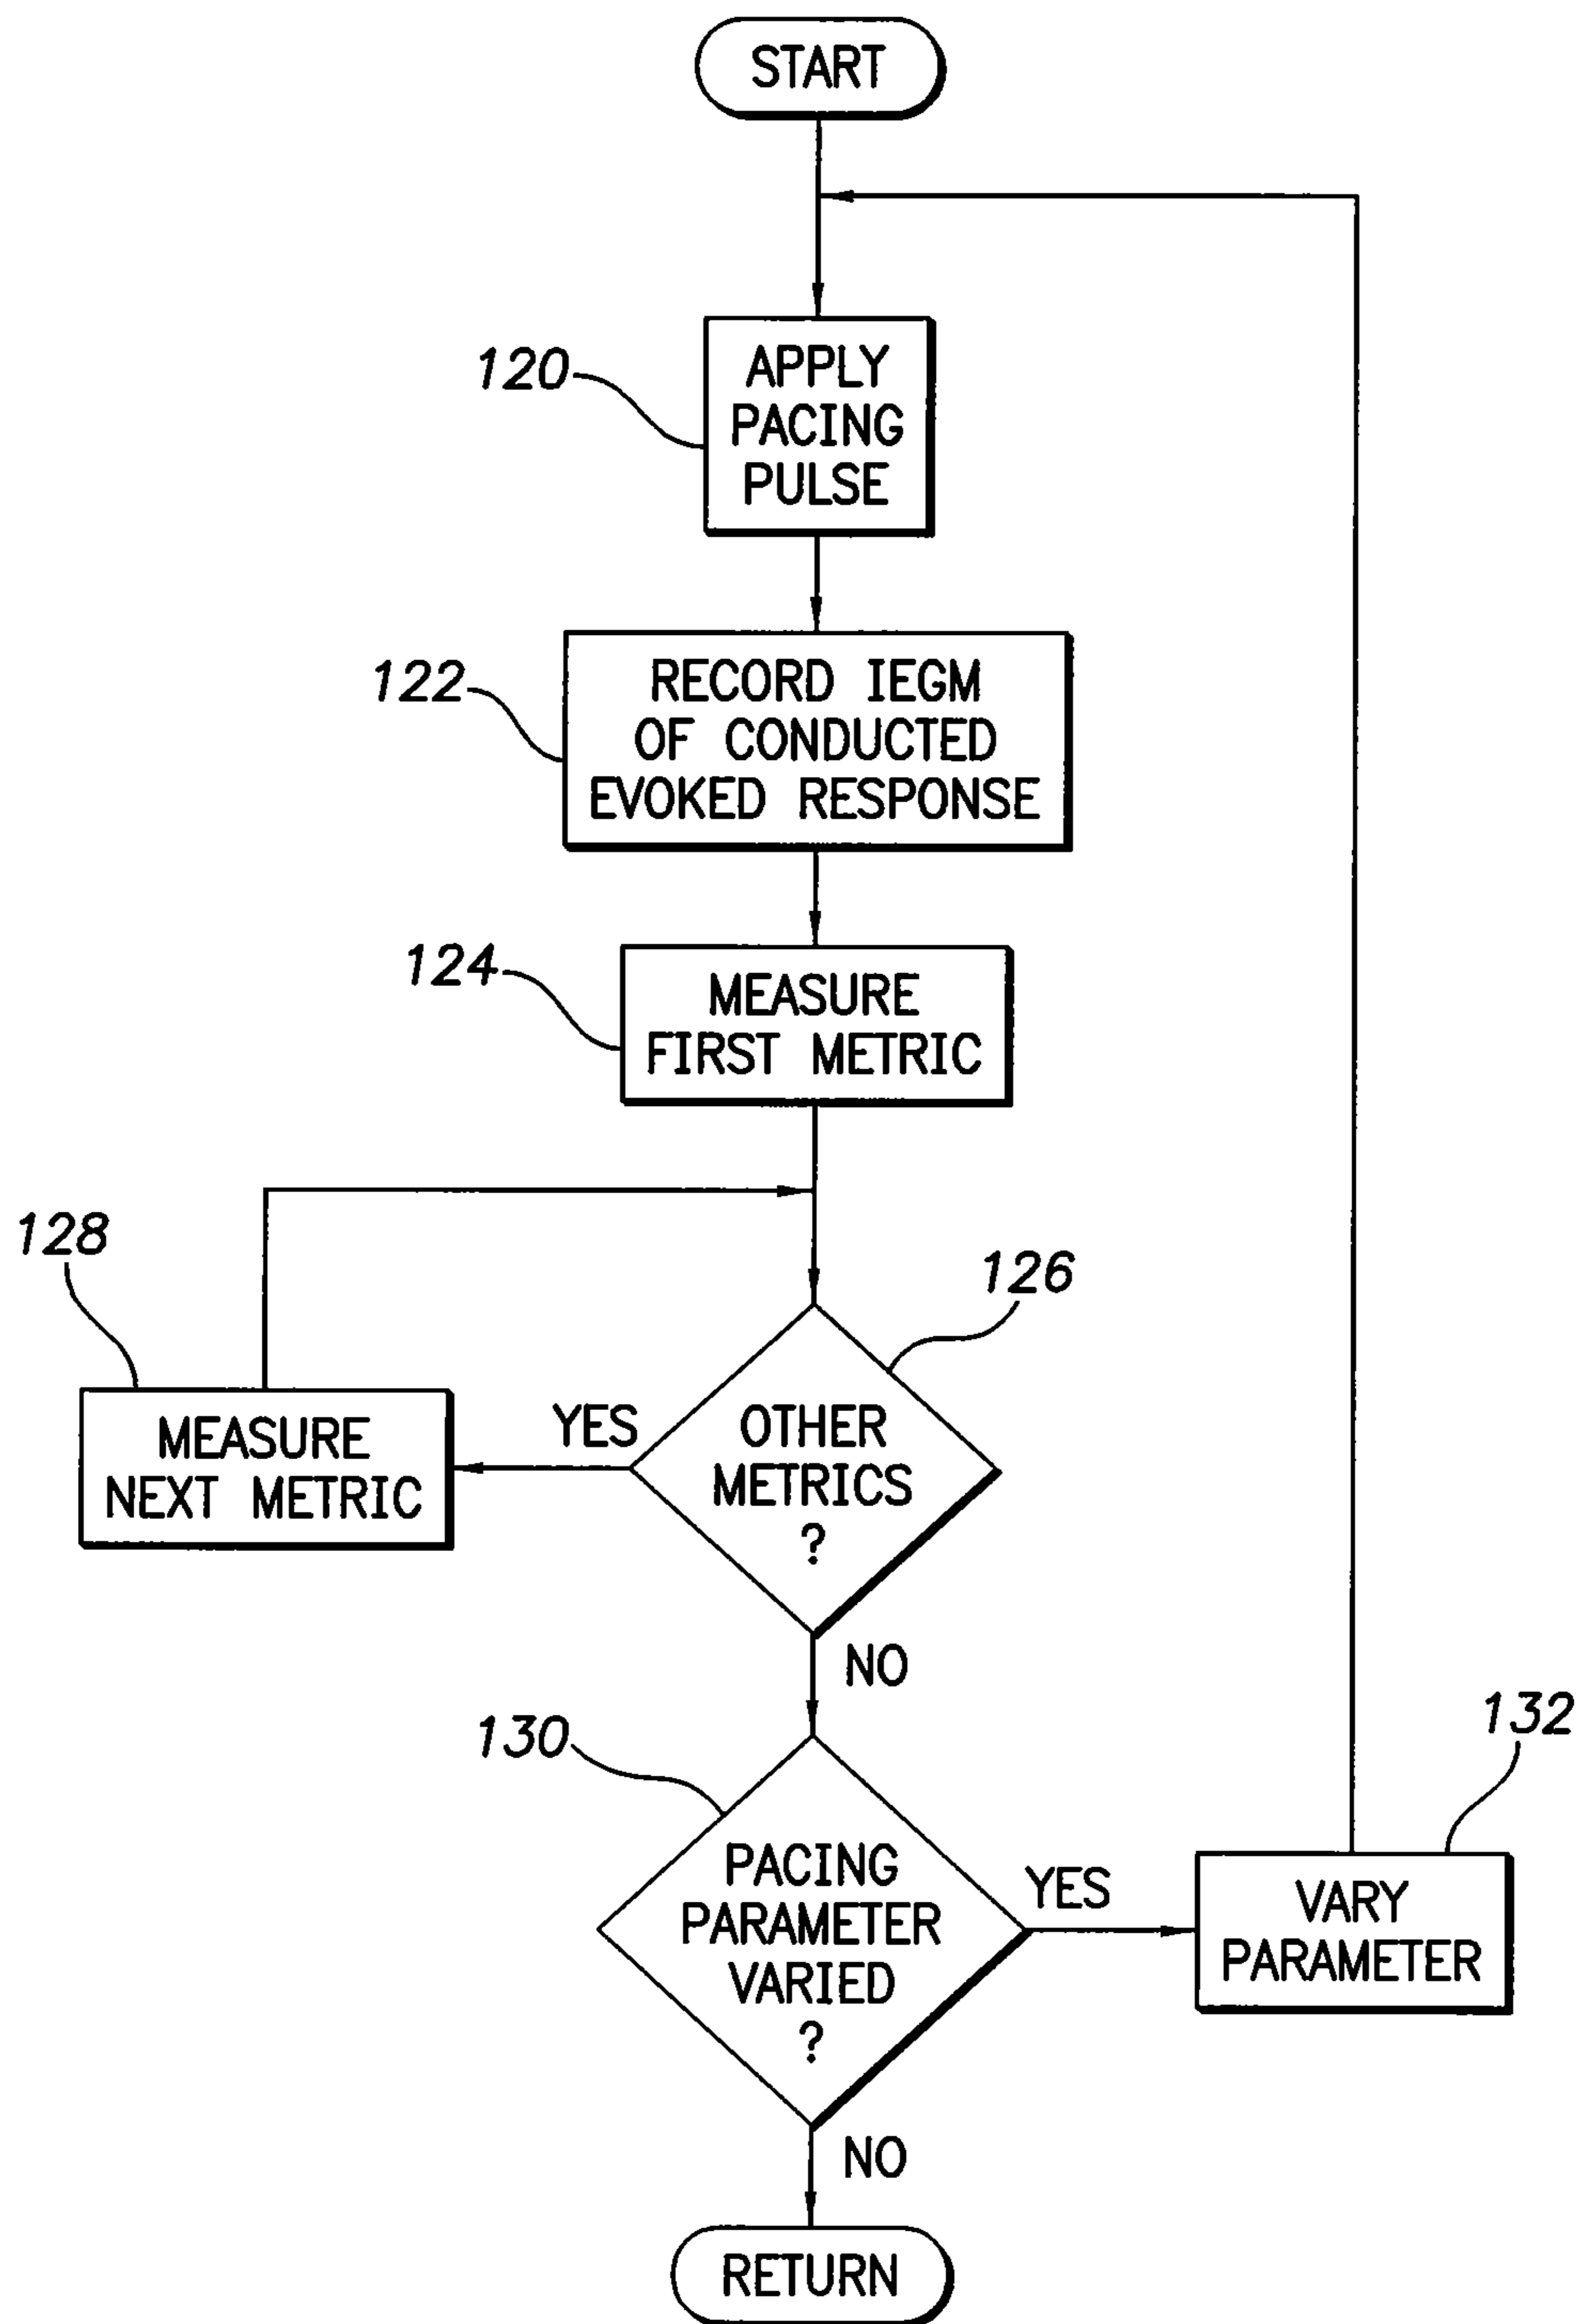 START
120
APPLY
PACING
PULSE
122
RECORD IEGM
OF CONDUCTED
EVOKED RESPONSE
124
MEASURE
FIRST METRIC
128
126
MEASURE
NEXT METRIC
YES
OTHER
METRICS
?
NO
130
132
PACING
PARAMETER
VARIED
?
YES
VARY
PARAMETER
NO
RETURN